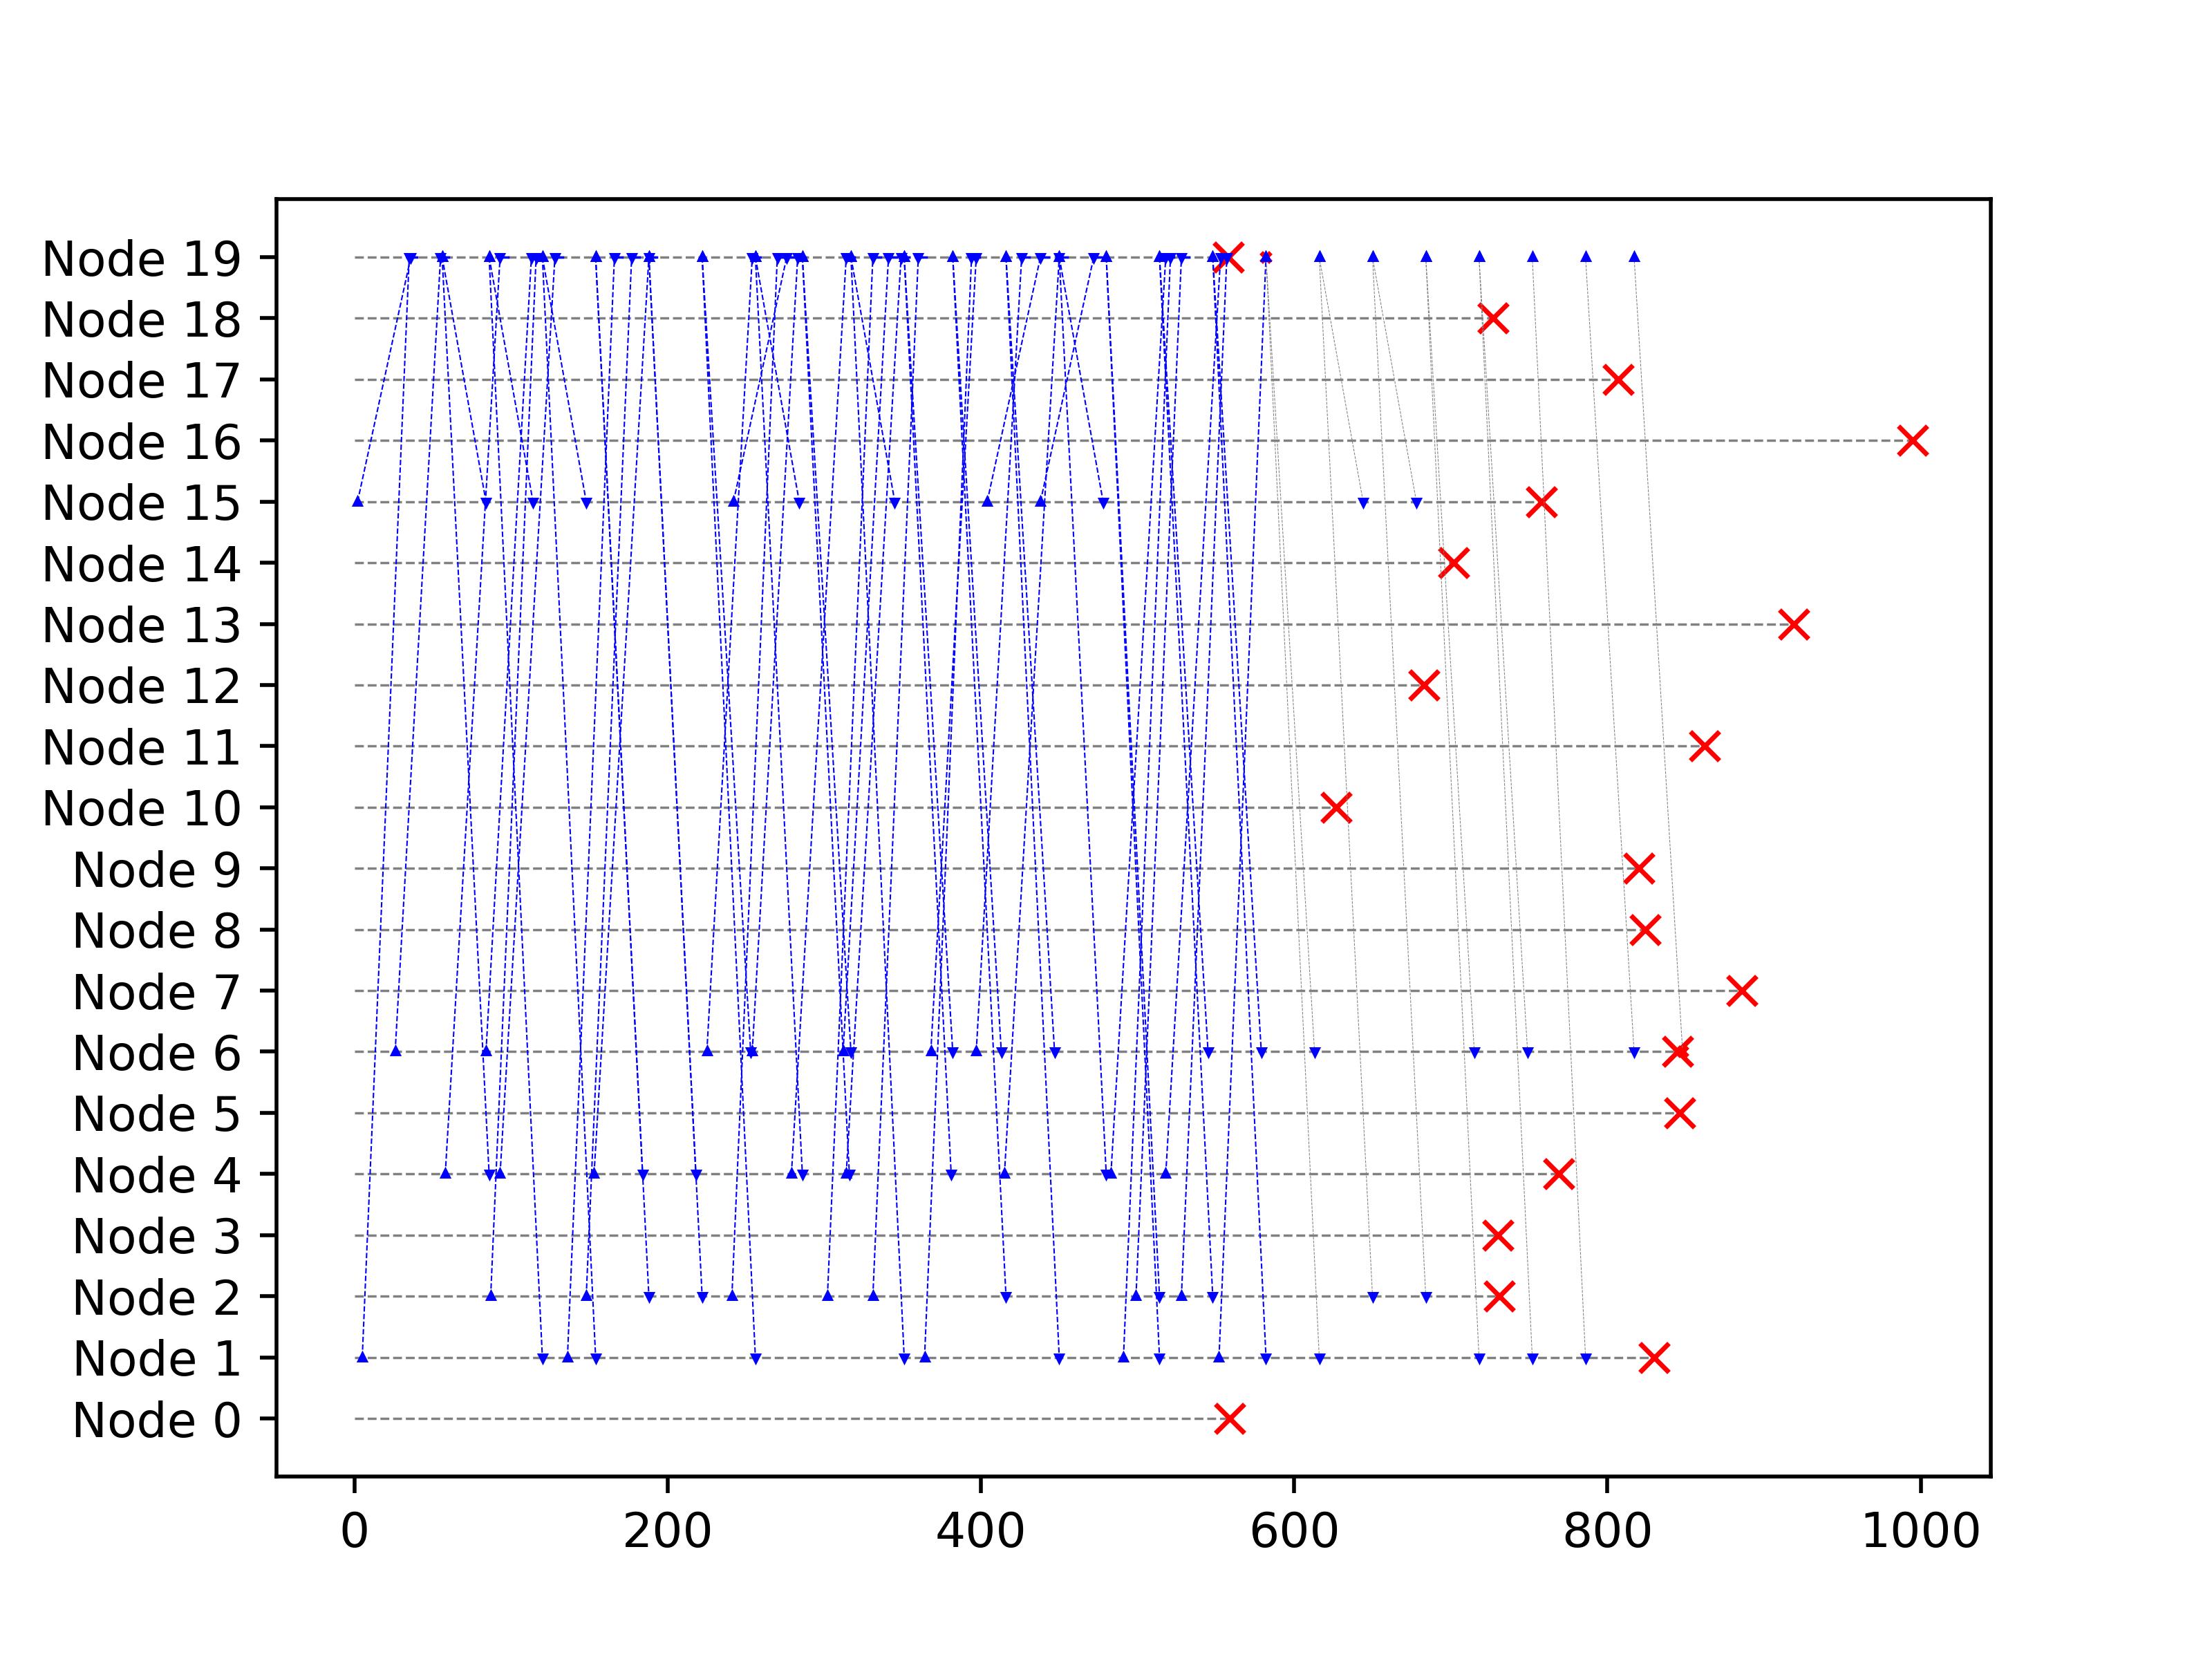 Node 19
Node 18
Node 17
Node 16
Node 15
Node 14
Node 13
Node 12
Node 11
Node 10
Node 9
Node 8
Node 7
Node 6
Node 5
Node 4
Node 3
Node 2
Node 1
Node 0
0 200 400 600 800 1000